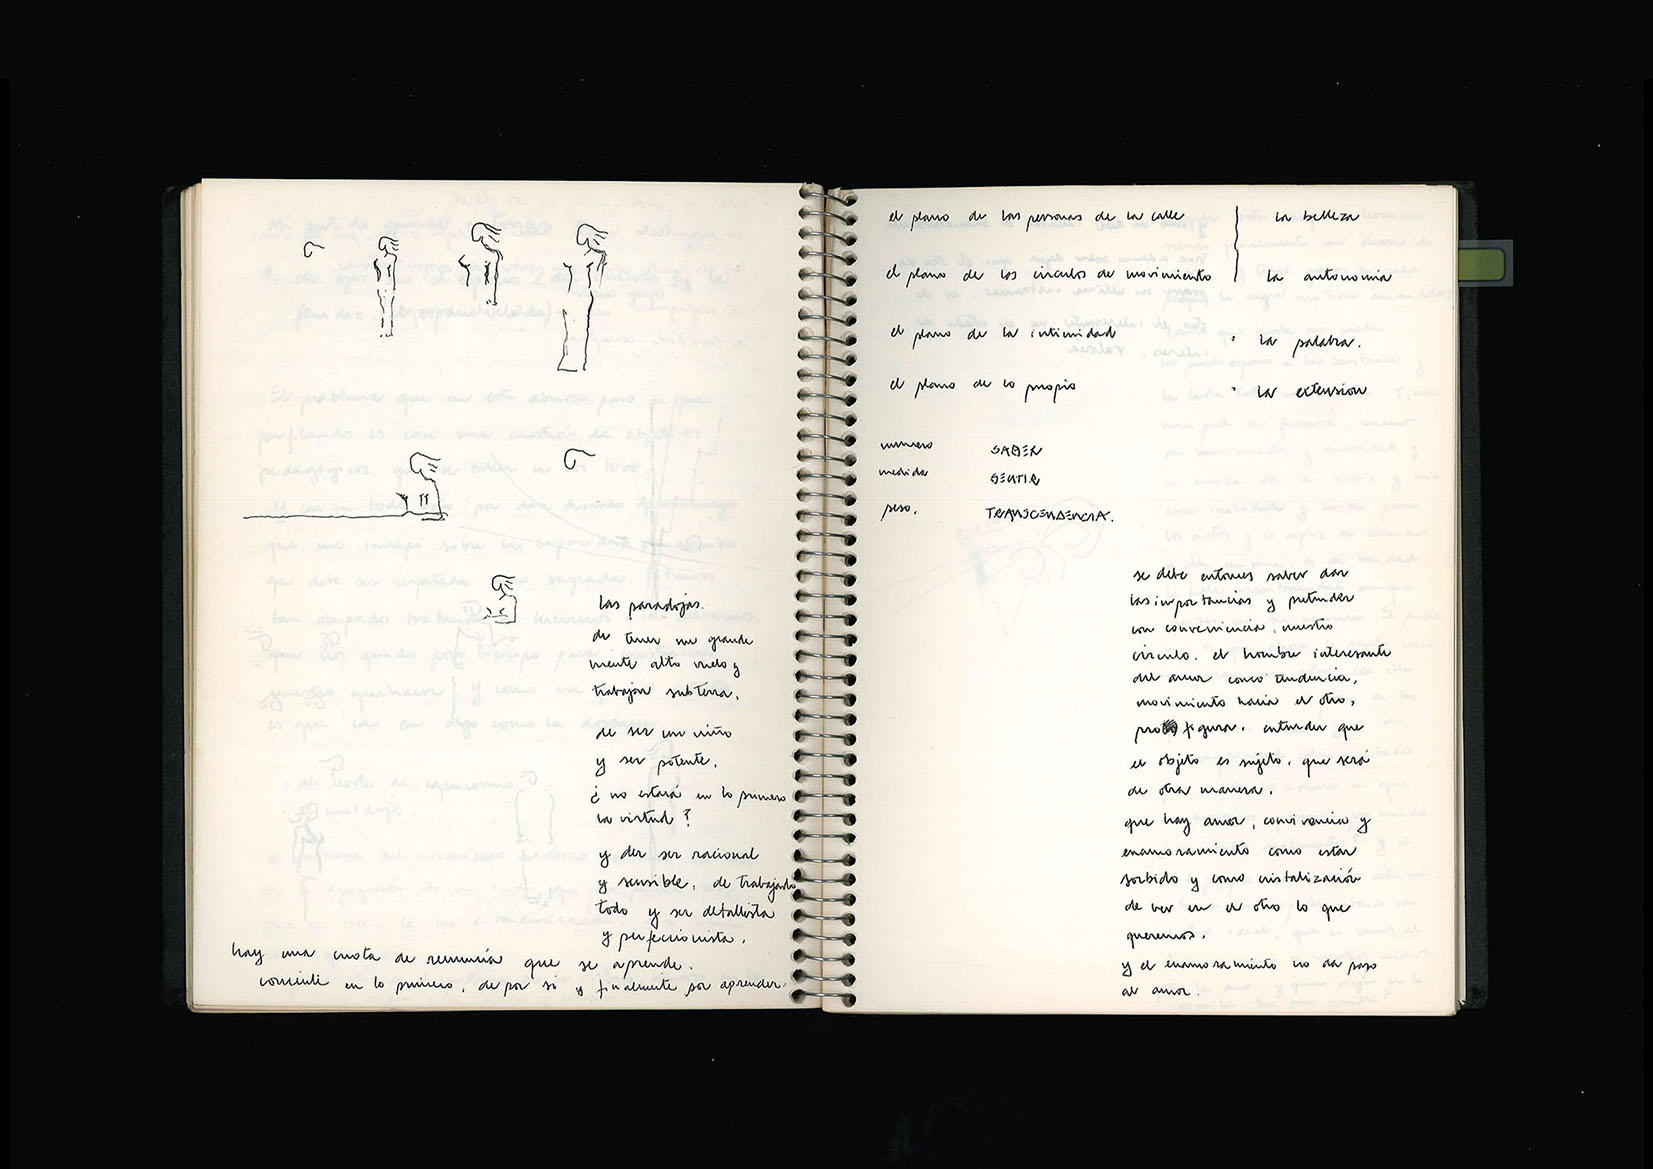 las paradojas.
de tener un grande
mente alto vuelo y
trabajar subterra.
de ser un niño
y ser potente.
¿ no estará en lo primero
la virtud ?
y der ser racional
y sensible. de trabajarlo
todo y ser detallista
y perfeccionista.
hay una cuota de renuncia que se aprende.
en lo primero, de por si y finalmente por aprender.
el plano de las personas de la calle la belleza
el plano de los circulos de movimiento la autonomia
el plano de la intimidad · la palabra.
el plano de lo propio · la extension
numero SABER
medida SENTIR
peso. TRANSCENDENCIA.
se debe entonces saber dar
las importancias y pretender
con conveniencia, nuestro
circulo. el hombre interesante
del amor como tendencia,
movimiento hacia el otro,
figura. entender que
el objeto es sujeto. que será
de otra manera.
que hay amor, convivencia y
enamoramiento como estar
sorbido y como cristalización
de ver en el otro lo que
queremos.
y el enamoramiento no da paso
al amor.